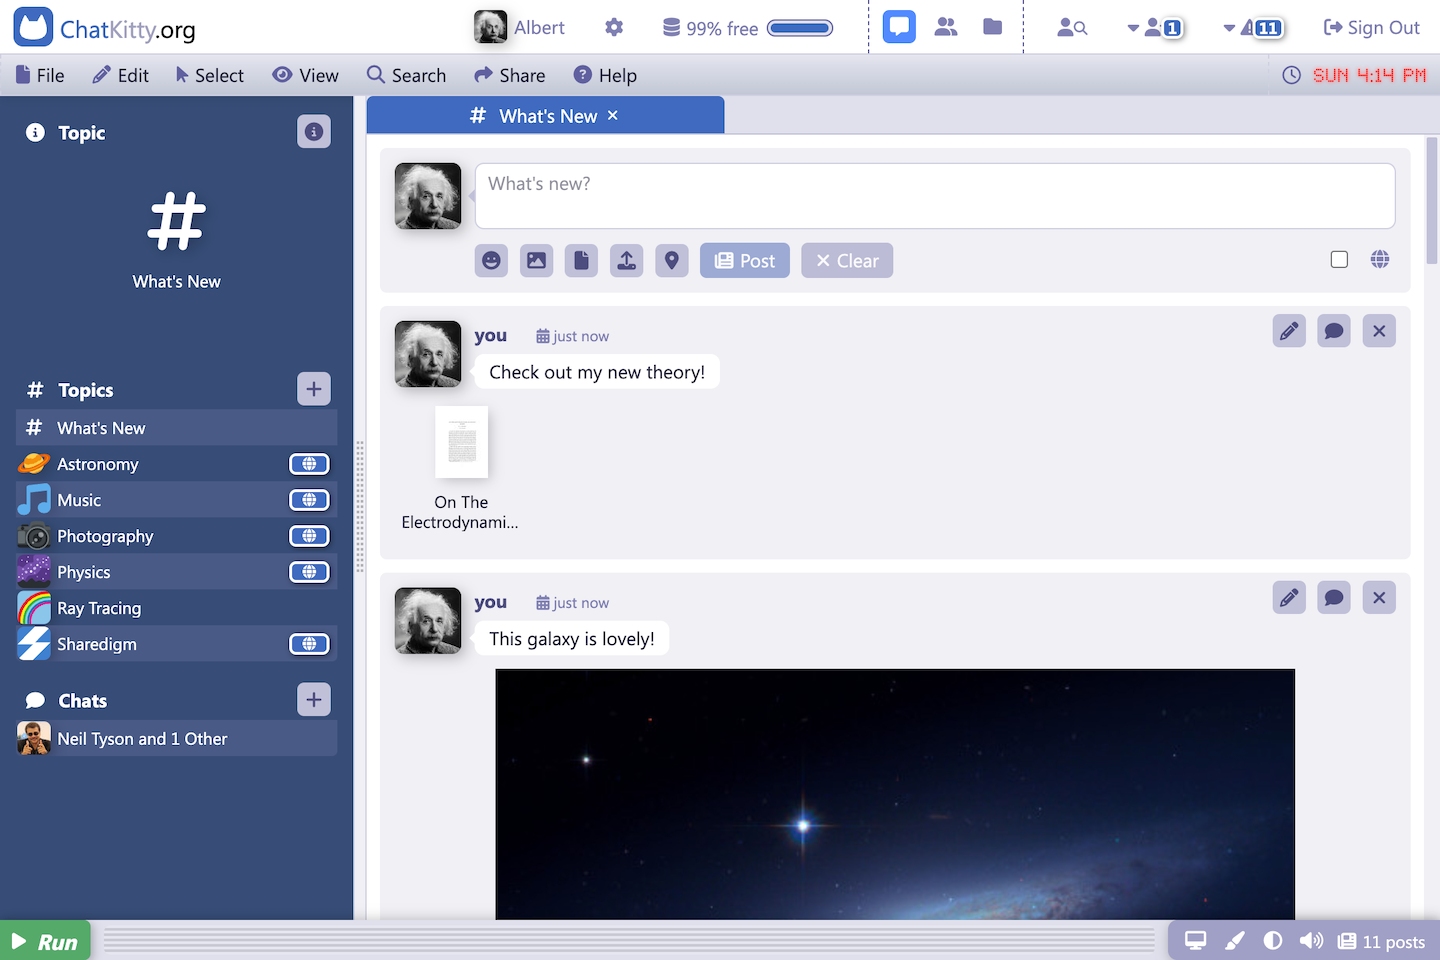 ChatKitty.org
Albert
99% free
1
11
Sign Out
File Edit Select View Search Share Help
SUN 4:14 PM
Topic
# What's New ×
What's new?
Post
Clear
#
What's New
you just now
Check out my new theory!
On The
Electrodynami...
# Topics +
# What's New
Astronomy
Music
Photography
Physics
Ray Tracing
Sharedigm
you just now
This galaxy is lovely!
Chats +
Neil Tyson and 1 Other
Run
11 posts